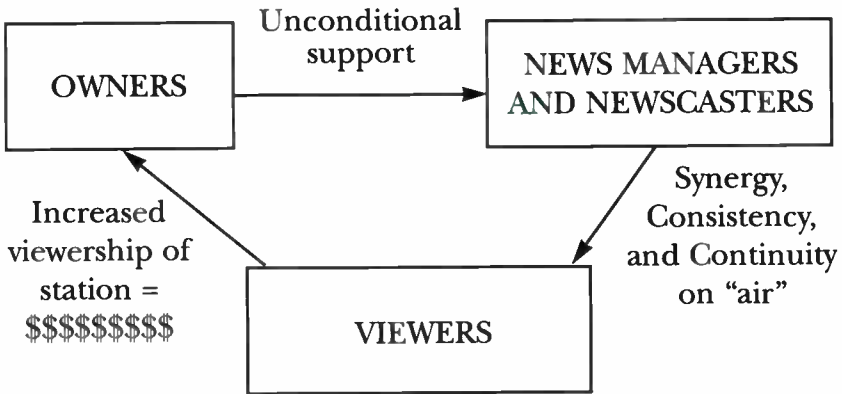 Unconditional
support
OWNERS
NEWS MANAGERS
AND NEWSCASTERS
Synergy,
Consistency,
and Continuity
on “air”
Increased
viewership of
station =
$$$$$$$$$
VIEWERS